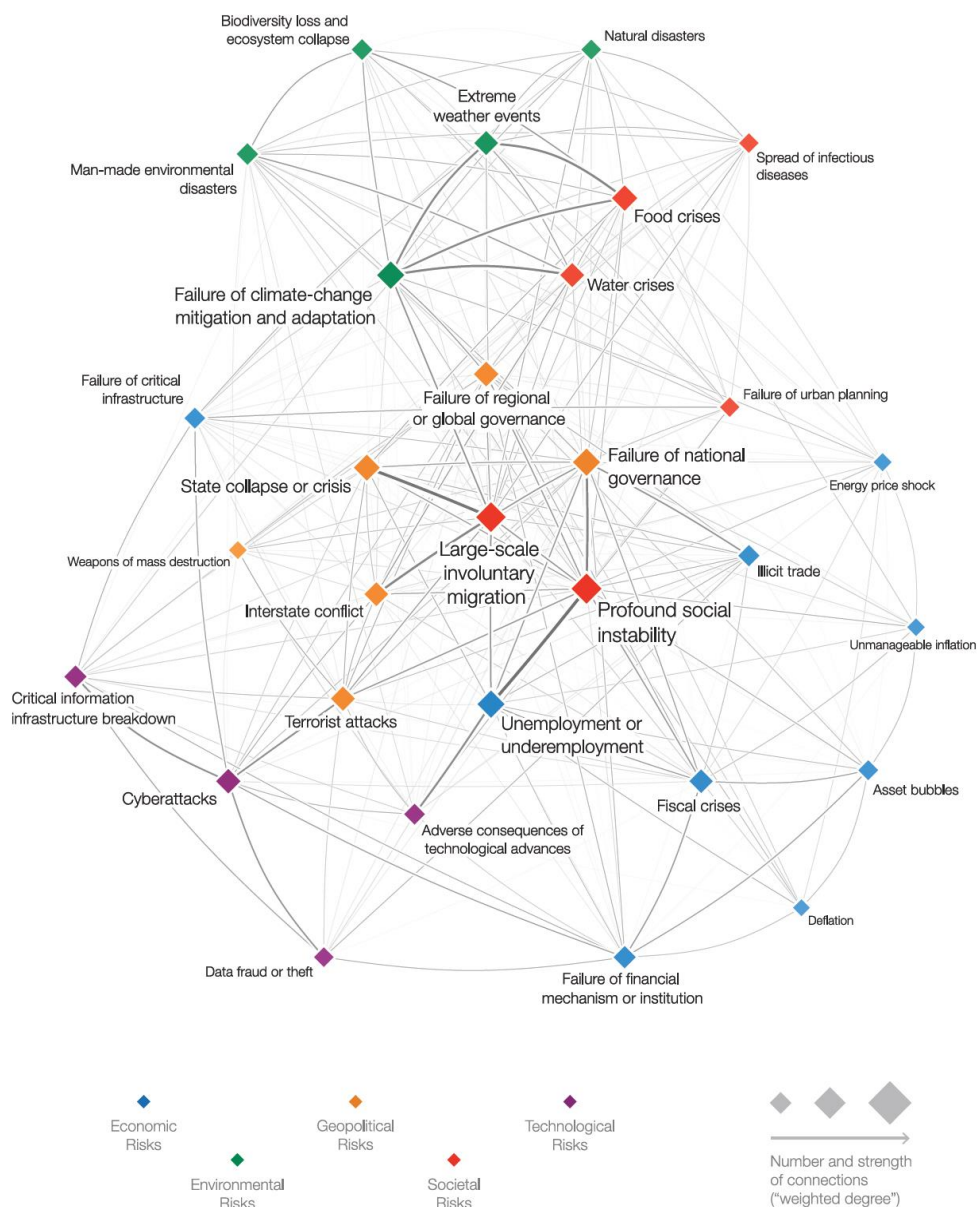 Biodiversity loss and
ecosystem collapse
Natural disasters
Extreme
weather events
Man-made environmental
disasters
Spread of infectious
diseases
Food crises
Water crises
Failure of climate-change
mitigation and adaptation
Failure of critical
infrastructure
Failure of regional
or global governance
Failure of urban planning
State collapse or crisis
Failure of national
governance
Energy price shock
Weapons of mass destruction
Large-scale
involuntary
migration
Illicit trade
Interstate conflict
Profound social
instability
Unmanageable inflation
Critical information
infrastructure breakdown
Terrorist attacks
Unemployment or
underemployment
Cyberattacks
Fiscal crises
Asset bubbles
Adverse consequences of
technological advances
Deflation
Data fraud or theft
Failure of financial
mechanism or institution
Economic
Risks
Geopolitical
Risks
Technological
Risks
Environmental
Risks
Societal
Risks
Number and strength
of connections
(“weighted degree”)